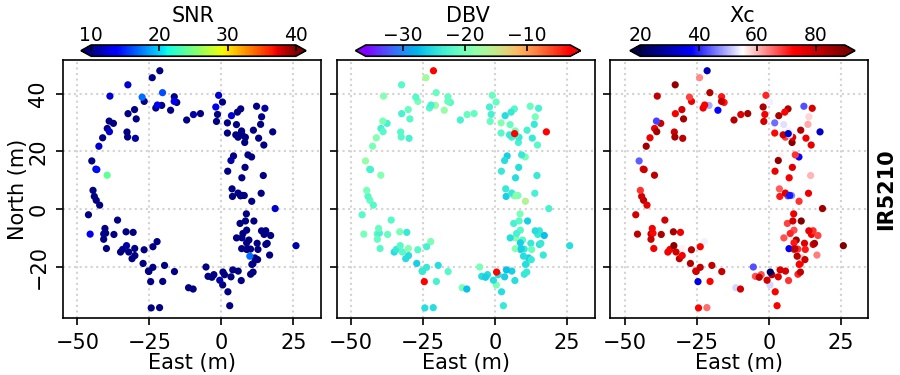 SNR DBV Xc
10 20 30 40 −30 −20 −10 20 40 60 80
40
20
0
−20
North (m)
IR5210
−50 −25 0 25 −50 −25 0 25 −50 −25 0 25
East (m) East (m) East (m)